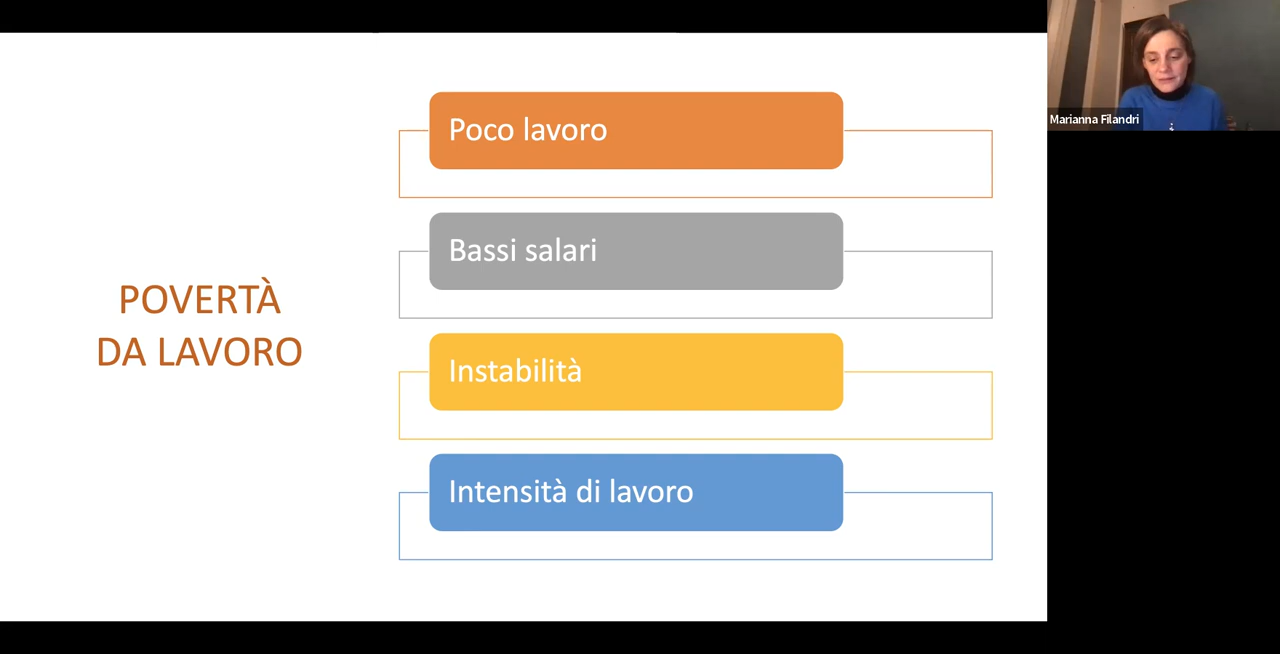 POVERTÀ
DA LAVORO
Poco lavoro
Bassi salari
Instabilità
Intensità di lavoro
Marianna Filandri